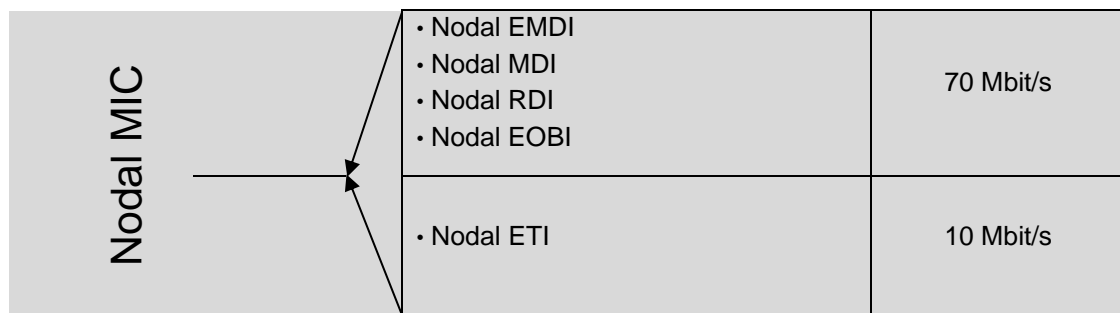 Nodal MIC
• Nodal EMDI
• Nodal MDI
• Nodal RDI
• Nodal EOBI
70 Mbit/s
• Nodal ETI
10 Mbit/s